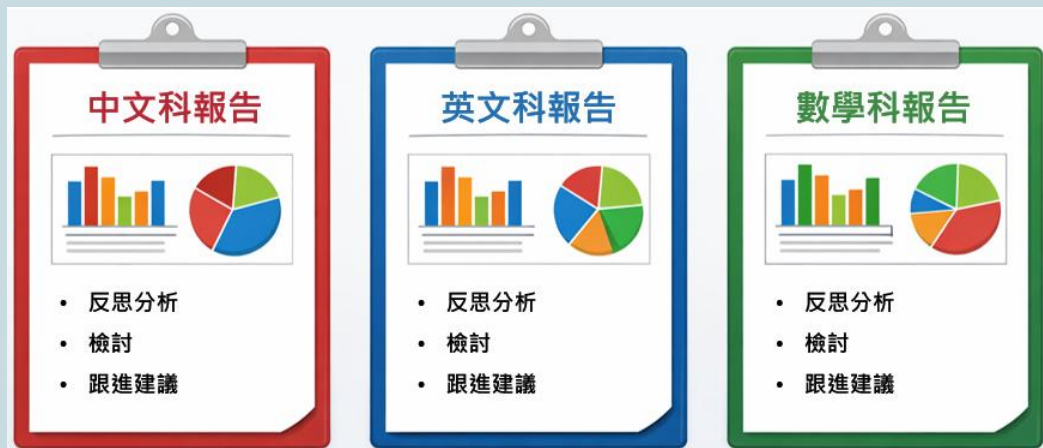 中文科報告
• 反思分析
• 檢討
• 跟進建議
英文科報告
• 反思分析
• 檢討
• 跟進建議
數學科報告
• 反思分析
• 檢討
• 跟進建議